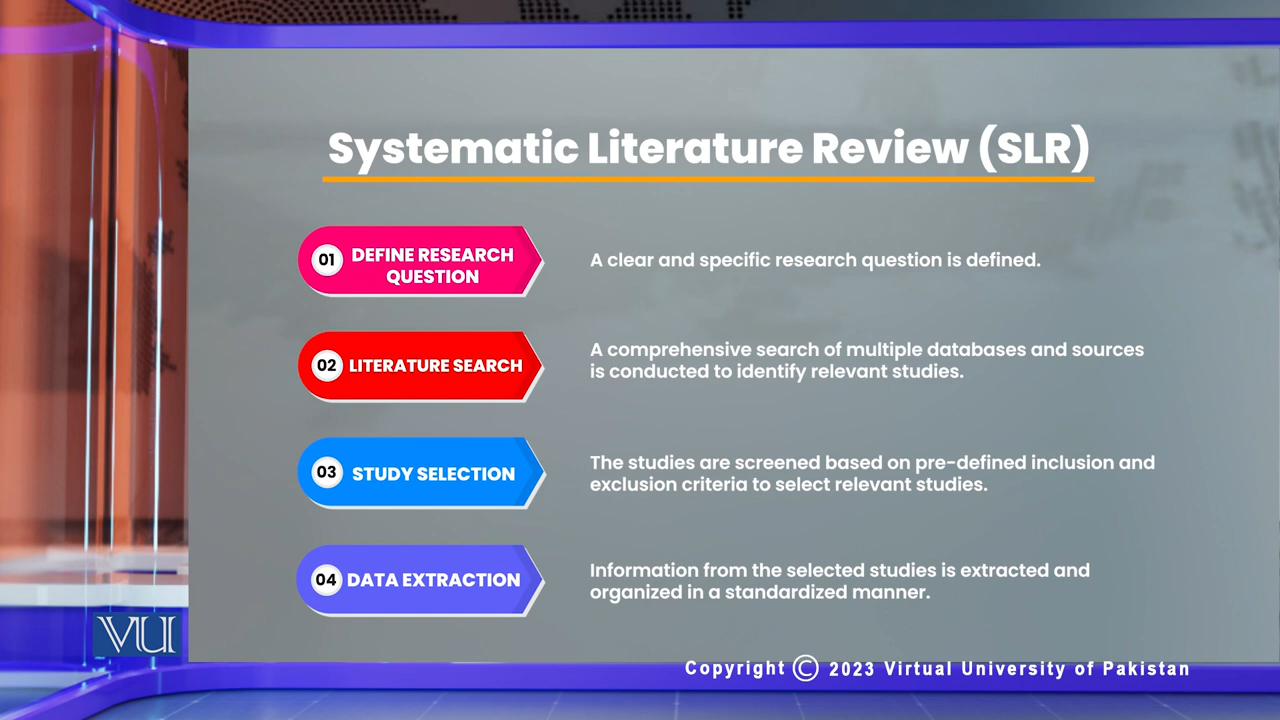 Systematic Literature Review (SLR)
01 DEFINE RESEARCH
QUESTION
A clear and specific research question is defined.
02 LITERATURE SEARCH
A comprehensive search of multiple databases and sources
is conducted to identify relevant studies.
03 STUDY SELECTION
The studies are screened based on pre-defined inclusion and
exclusion criteria to select relevant studies.
04 DATA EXTRACTION
Information from the selected studies is extracted and
organized in a standardized manner.
VU
Copyright © 2023 Virtual University of Pakistan